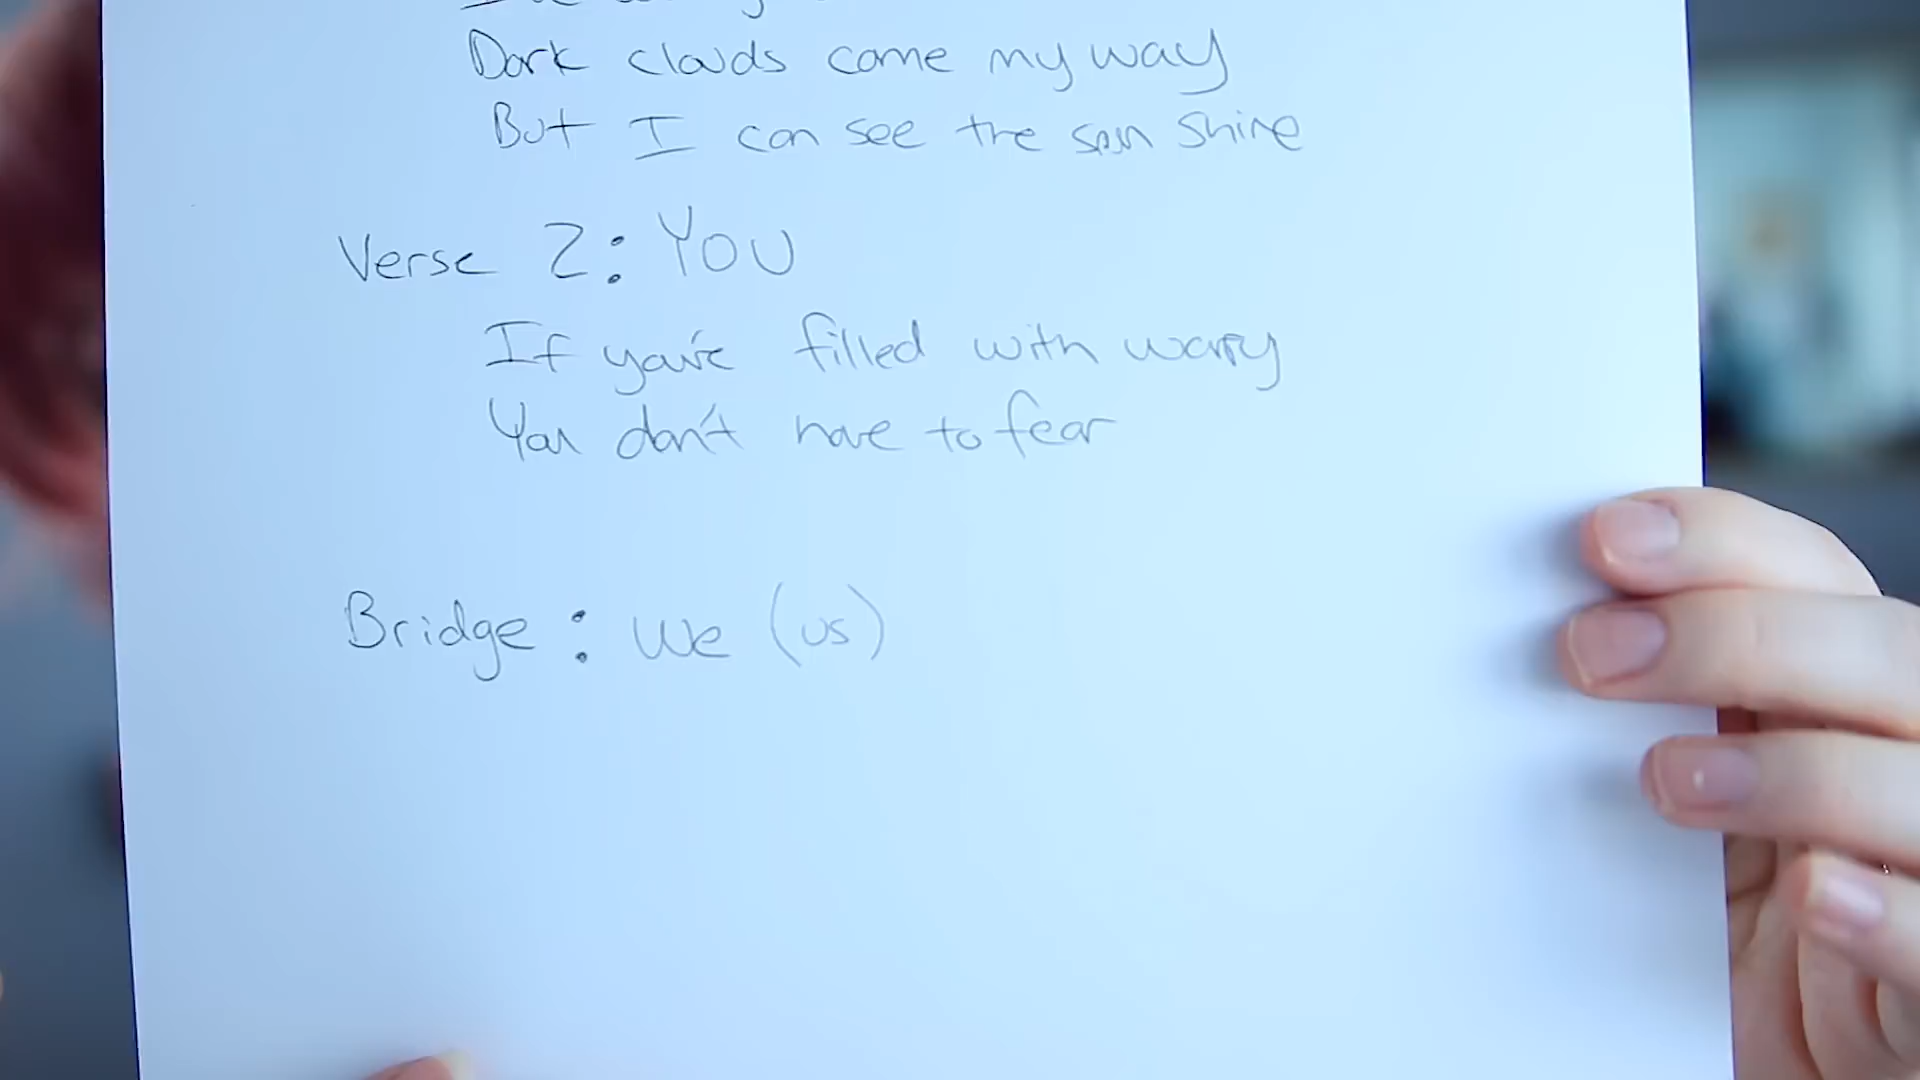 Dark clouds come my way
But I can see the sun shine
Verse 2: YOU
If you're filled with worry
You don't have to fear
Bridge: we (us)